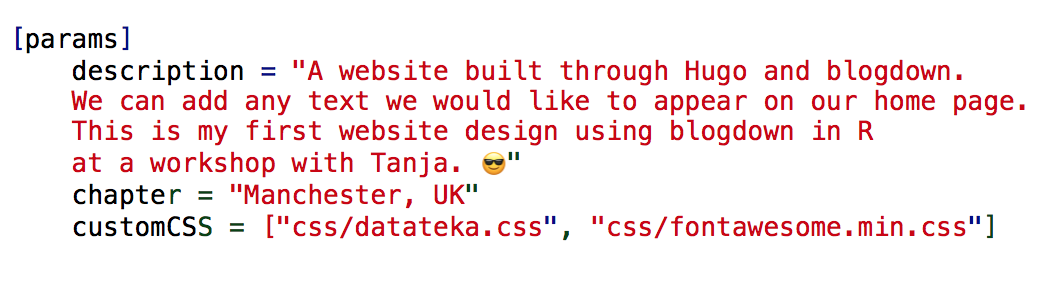 [params]
description = "A website built through Hugo and blogdown.
We can add any text we would like to appear on our home page.
This is my first website design using blogdown in R
at a workshop with Tanja. 😎"
chapter = "Manchester, UK"
customCSS = ["css/datateka.css", "css/fontawesome.min.css"]